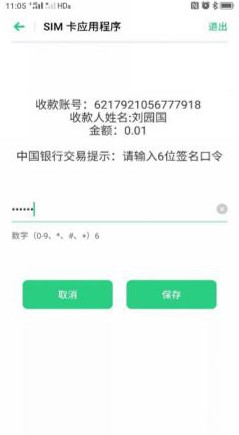 11:05 HDa
SIM 卡应用程序 退出
收款账号：6217921056777918
收款人姓名:刘园国
金额：0.01
中国银行交易提示：请输入6位签名口令
••••••
数字（0-9、*、#、+）6
取消 保存